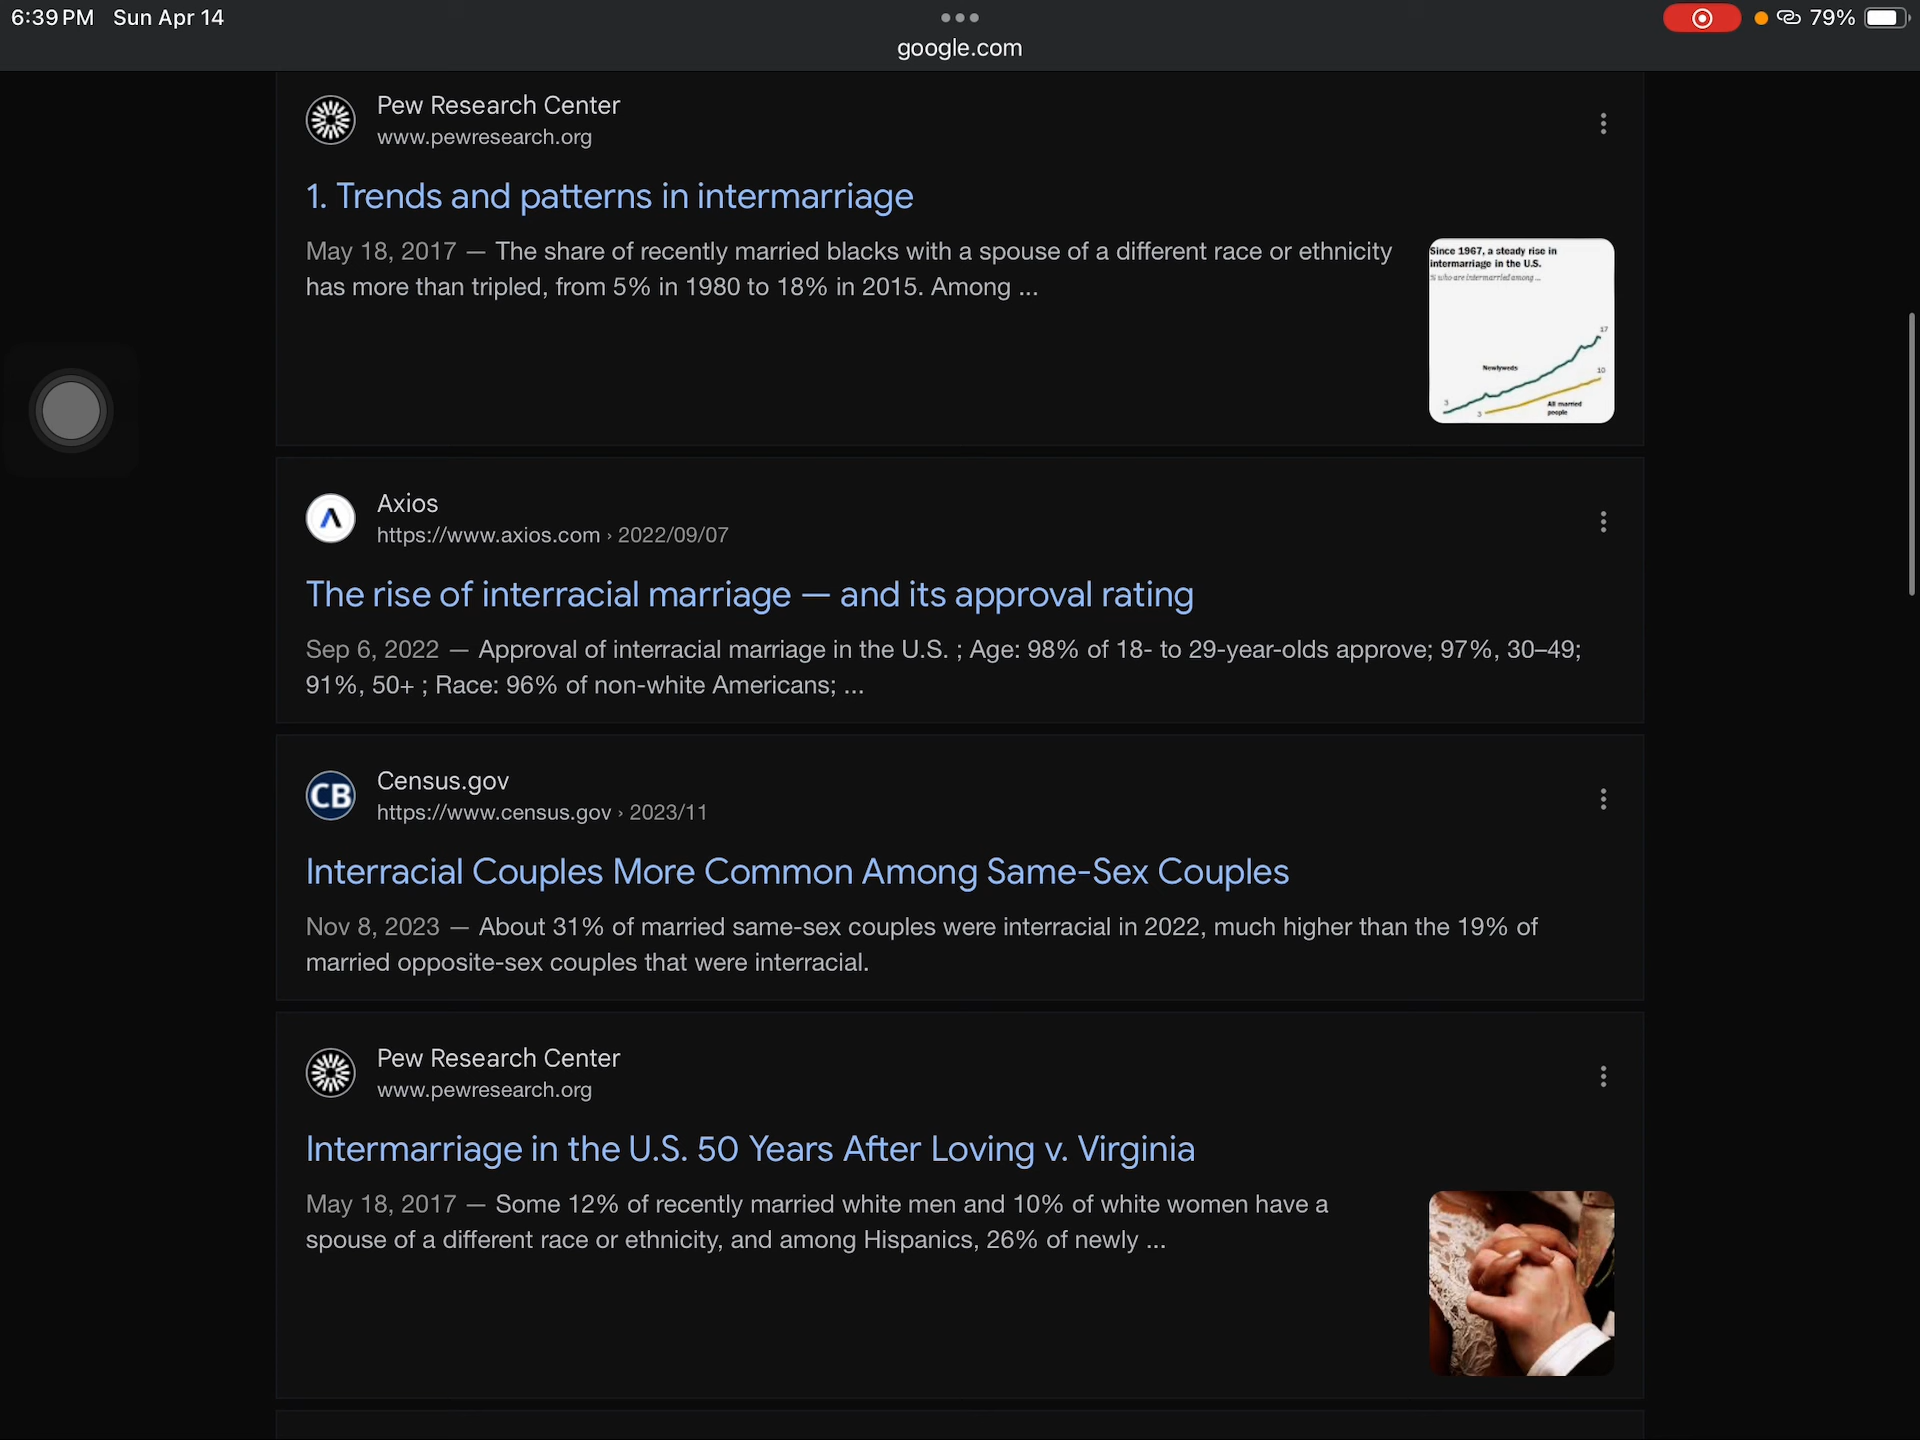 6:39 PM Sun Apr 14
79%
google.com
Pew Research Center
www.pewresearch.org
1. Trends and patterns in intermarriage
May 18, 2017 — The share of recently married blacks with a spouse of a different race or ethnicity
has more than tripled, from 5% in 1980 to 18% in 2015. Among ...
Since 1967, a steady rise in
intermarriage in the U.S.
% who are intermarried among ...
17
Newlyweds
10
3
All married
people
3
Axios
https://www.axios.com › 2022/09/07
The rise of interracial marriage — and its approval rating
Sep 6, 2022 — Approval of interracial marriage in the U.S. ; Age: 98% of 18- to 29-year-olds approve; 97%, 30–49;
91%, 50+ ; Race: 96% of non-white Americans; ...
CB
Census.gov
https://www.census.gov › 2023/11
Interracial Couples More Common Among Same-Sex Couples
Nov 8, 2023 — About 31% of married same-sex couples were interracial in 2022, much higher than the 19% of
married opposite-sex couples that were interracial.
Pew Research Center
www.pewresearch.org
Intermarriage in the U.S. 50 Years After Loving v. Virginia
May 18, 2017 — Some 12% of recently married white men and 10% of white women have a
spouse of a different race or ethnicity, and among Hispanics, 26% of newly ...